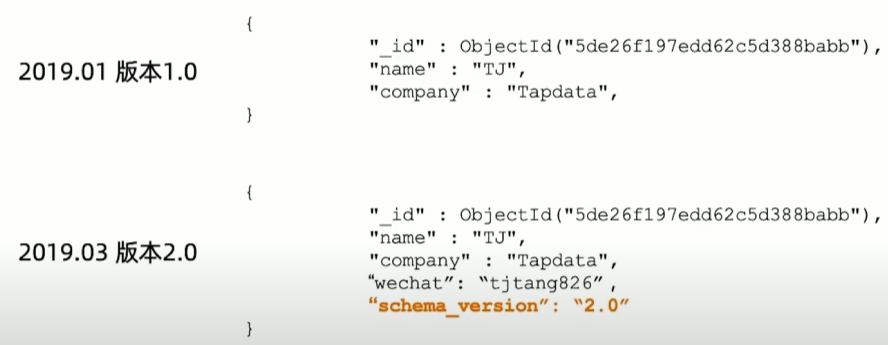 {
"_id" : ObjectId("5de26f197edd62c5d388babb"),
2019.01 版本1.0
"name" : "TJ",
"company" : "Tapdata",
}
{
"_id" : ObjectId("5de26f197edd62c5d388babb"),
"name" : "TJ",
2019.03 版本2.0
"company" : "Tapdata",
“wechat”: “tjtang826”,
“schema_version”: “2.0”
}